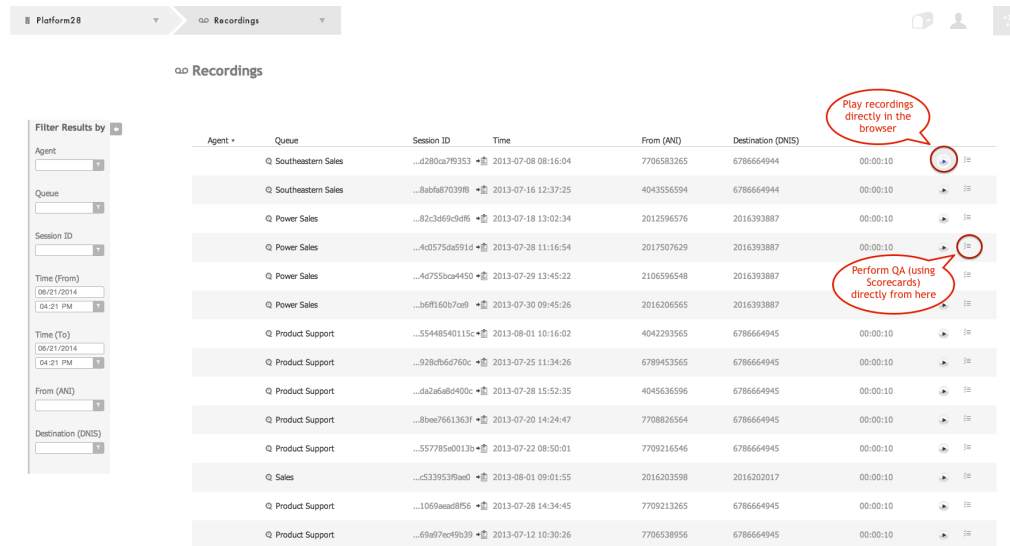 Platform28
Recordings
Recordings
Play recordings
directly in the
browser
Filter Results by
Agent
Queue
Session ID
Time (From)
06/21/2014
04:21 PM
Time (To)
06/21/2014
04:21 PM
From (ANI)
Destination (DNIS)
Agent Queue Session ID Time From (ANI) Destination (DNIS)
Southeastern Sales ...d280ca7f9353 2013-07-08 08:16:04 7706583265 6786664944 00:00:10
Southeastern Sales ...8abfa87039f8 2013-07-16 12:37:25 4043556594 6786664944 00:00:10
Power Sales ...82c3d69c9df6 2013-07-18 13:02:34 2012596576 2016393887 00:00:10
Power Sales ...4c0575da591d 2013-07-28 11:16:54 2017507629 2016393887 00:00:10
Power Sales ...4d755bca4450 2013-07-29 13:45:22 2106596548 2016393887
Power Sales ...b6ff160b7ce9 2013-07-30 09:45:26 2016206565 2016393887
Perform QA (using
Scorecards)
directly from here
Product Support ...55448540115c 2013-08-01 10:16:02 4042293565 6786664945 00:00:10
Product Support ...928cfb6d760c 2013-07-25 11:34:26 6789453565 6786664945 00:00:10
Product Support ...da2a6a8d400c 2013-07-28 15:52:35 4045636596 6786664945 00:00:10
Product Support ...8bee7661363f 2013-07-20 14:24:47 7708826564 6786664945 00:00:10
Product Support ...557785e0013b 2013-07-22 08:50:01 7709216546 6786664945 00:00:10
Sales ...c533953f9ae0 2013-08-01 09:01:55 2016203598 2016202017 00:00:10
Product Support ...1069aead8f56 2013-07-28 14:34:45 7709213265 6786664945 00:00:10
Product Support ...69a97ec49b39 2013-07-12 10:30:26 7706538956 6786664945 00:00:10